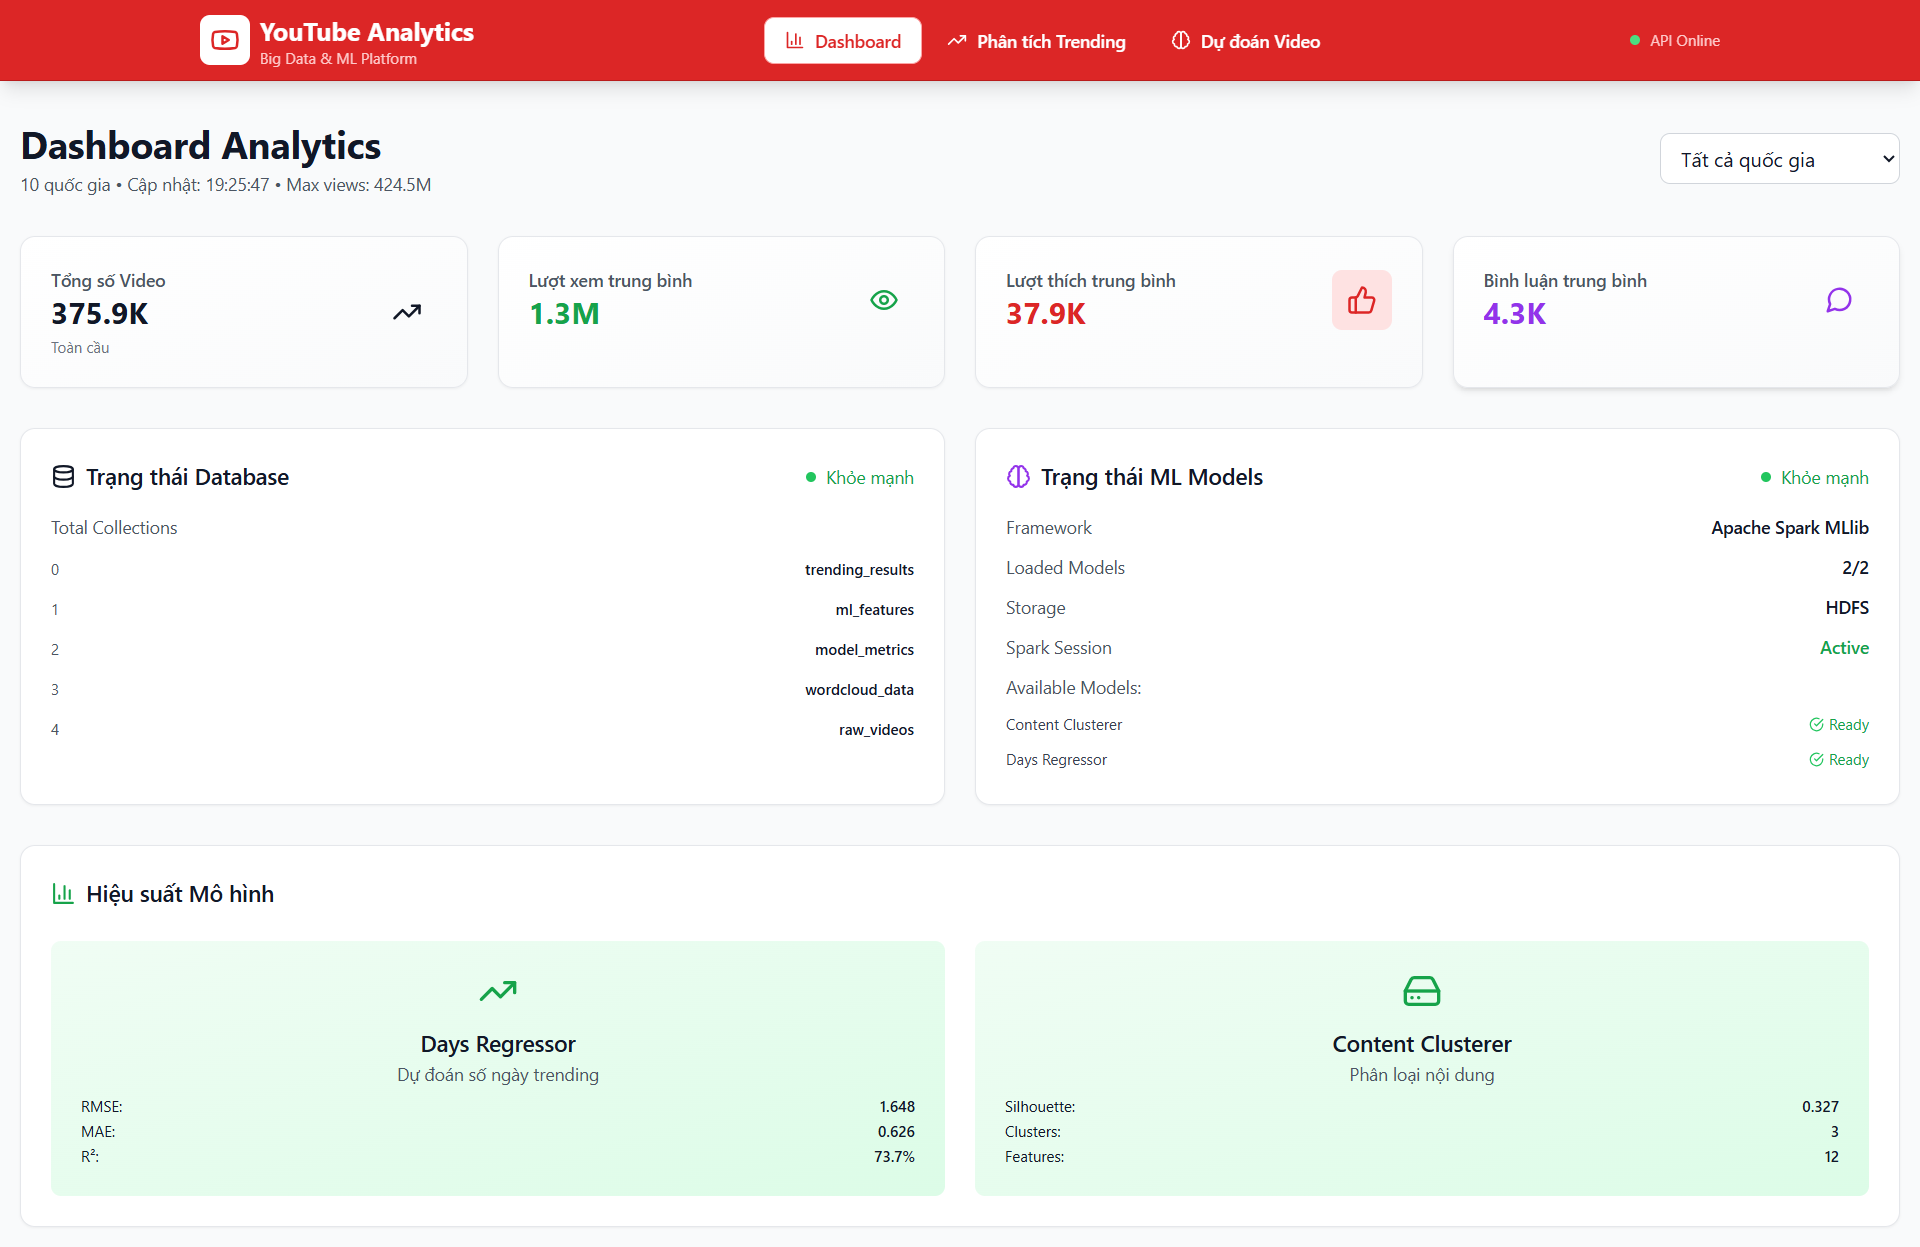 YouTube Analytics
Big Data & ML Platform
Dashboard
Phân tích Trending
Dự đoán Video
API Online
Dashboard Analytics
10 quốc gia • Cập nhật: 19:25:47 • Max views: 424.5M
Tất cả quốc gia
Tổng số Video
375.9K
Toàn cầu
Lượt xem trung bình
1.3M
Lượt thích trung bình
37.9K
Bình luận trung bình
4.3K
Trạng thái Database
Khỏe mạnh
Total Collections
0 trending_results
1 ml_features
2 model_metrics
3 wordcloud_data
4 raw_videos
Trạng thái ML Models
Khỏe mạnh
Framework Apache Spark MLlib
Loaded Models 2/2
Storage HDFS
Spark Session Active
Available Models:
Content Clusterer Ready
Days Regressor Ready
Hiệu suất Mô hình
Days Regressor
Dự đoán số ngày trending
RMSE: 1.648
MAE: 0.626
R²: 73.7%
Content Clusterer
Phân loại nội dung
Silhouette: 0.327
Clusters: 3
Features: 12